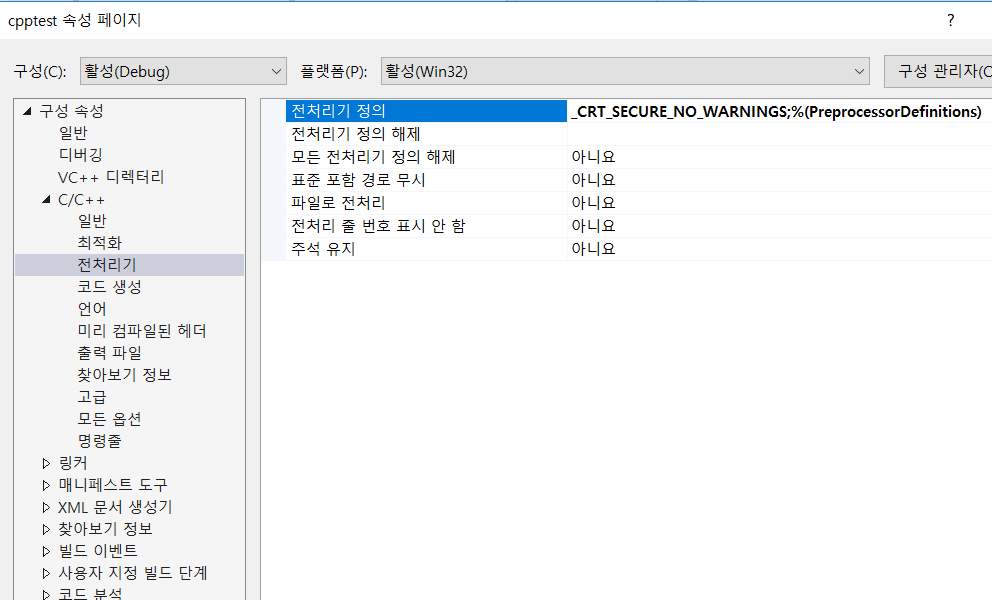 cpptest 속성 페이지
?
구성(C): 활성(Debug) 플랫폼(P): 활성(Win32) 구성 관리자(O
구성 속성
일반
디버깅
VC++ 디렉터리
C/C++
일반
최적화
전처리기
코드 생성
언어
미리 컴파일된 헤더
출력 파일
찾아보기 정보
고급
모든 옵션
명령줄
링커
매니페스트 도구
XML 문서 생성기
찾아보기 정보
빌드 이벤트
사용자 지정 빌드 단계
코드 분석
전처리기 정의 _CRT_SECURE_NO_WARNINGS;%(PreprocessorDefinitions)
전처리기 정의 해제
모든 전처리기 정의 해제 아니요
표준 포함 경로 무시 아니요
파일로 전처리 아니요
전처리 줄 번호 표시 안 함 아니요
주석 유지 아니요